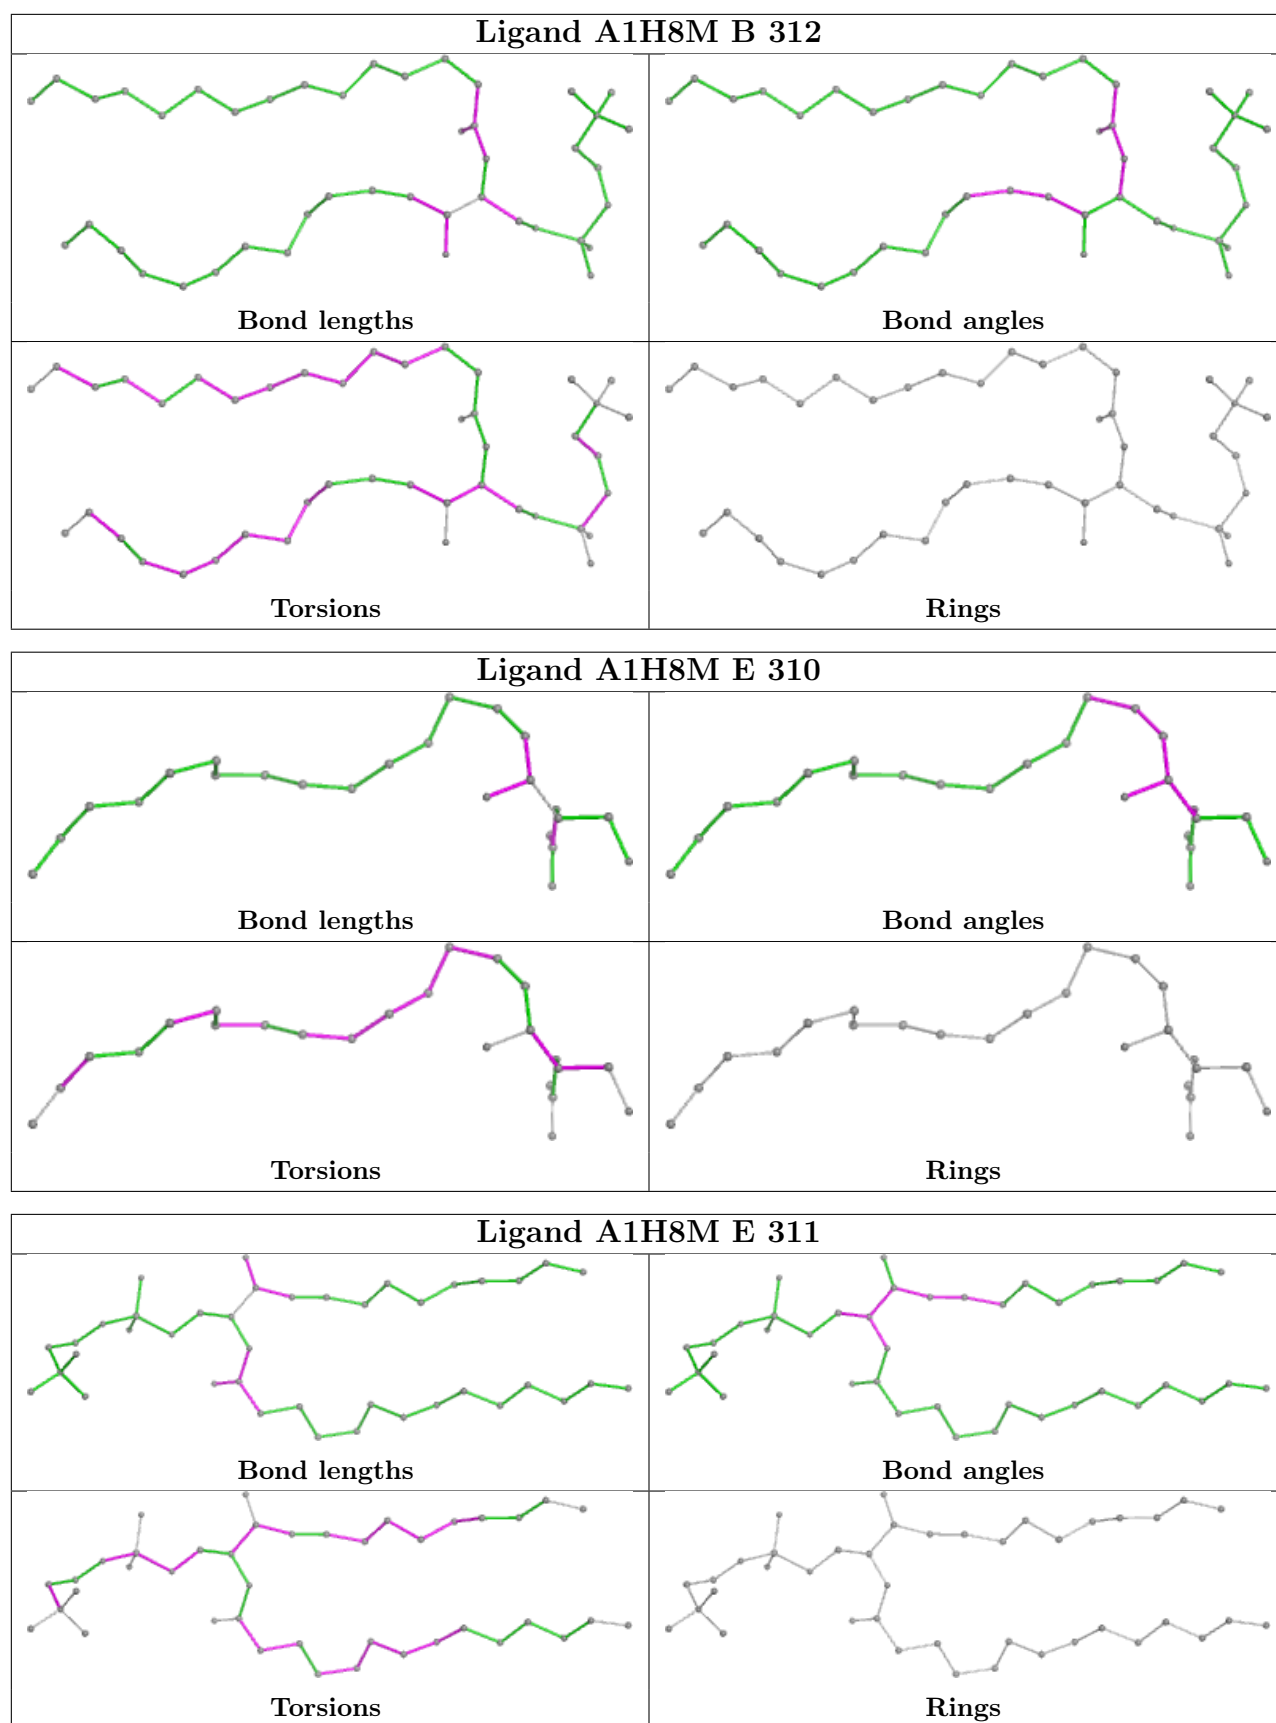 Ligand A1H8M B 312
Bond lengths
Bond angles
Torsions
Rings
Ligand A1H8M E 310
Bond lengths
Bond angles
Torsions
Rings
Ligand A1H8M E 311
Bond lengths
Bond angles
Torsions
Rings